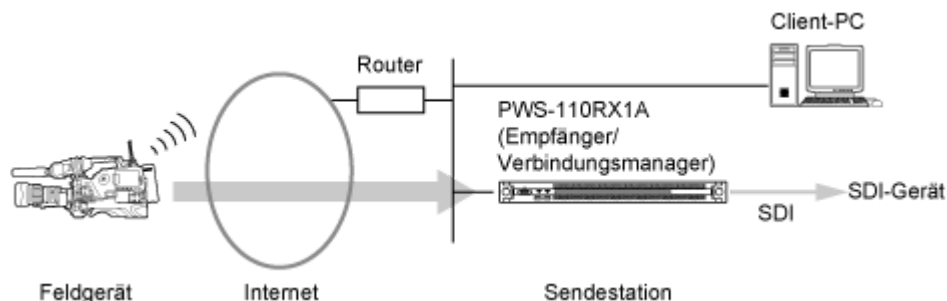 Client-PC
Router
PWS-110RX1A
(Empfänger/
Verbindungsmanager)
SDI-Gerät
SDI
Feldgerät
Internet
Sendestation